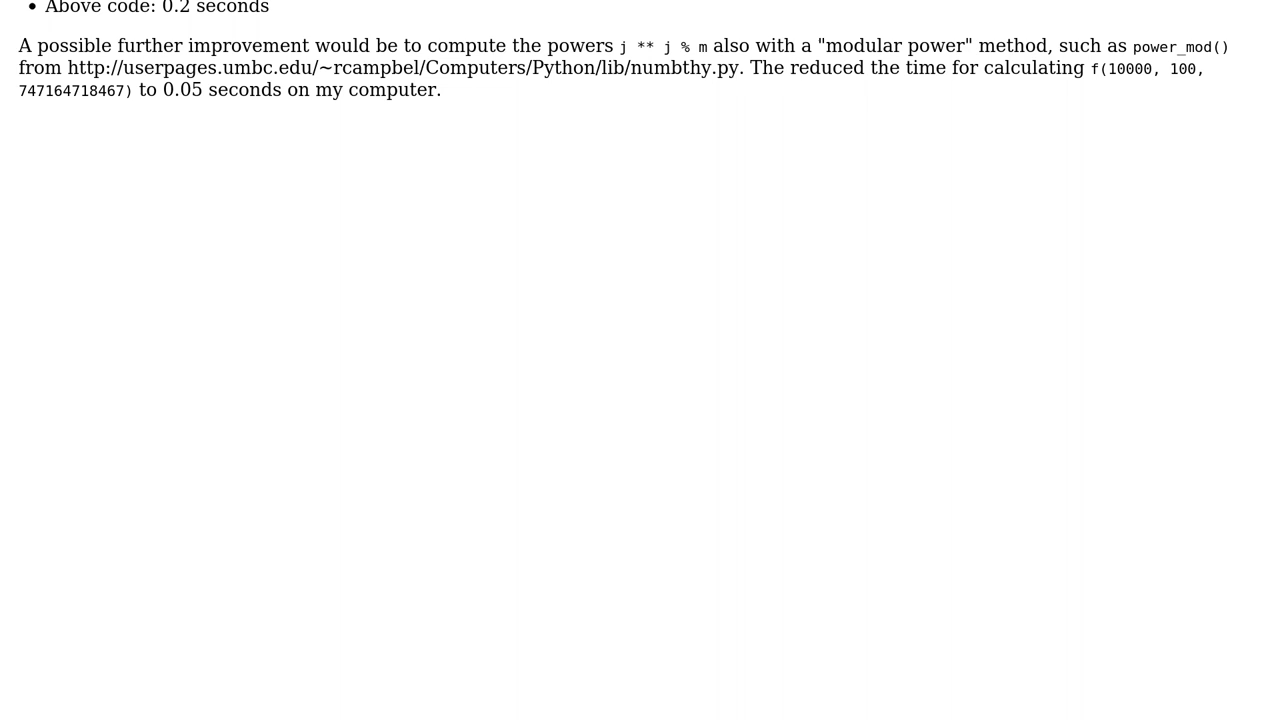 Above code: 0.2 seconds
A possible further improvement would be to compute the powers j ** j % m also with a "modular power" method, such as power_mod()
from http://userpages.umbc.edu/~rcampbel/Computers/Python/lib/numbthy.py. The reduced the time for calculating f(10000, 100,
747164718467) to 0.05 seconds on my computer.